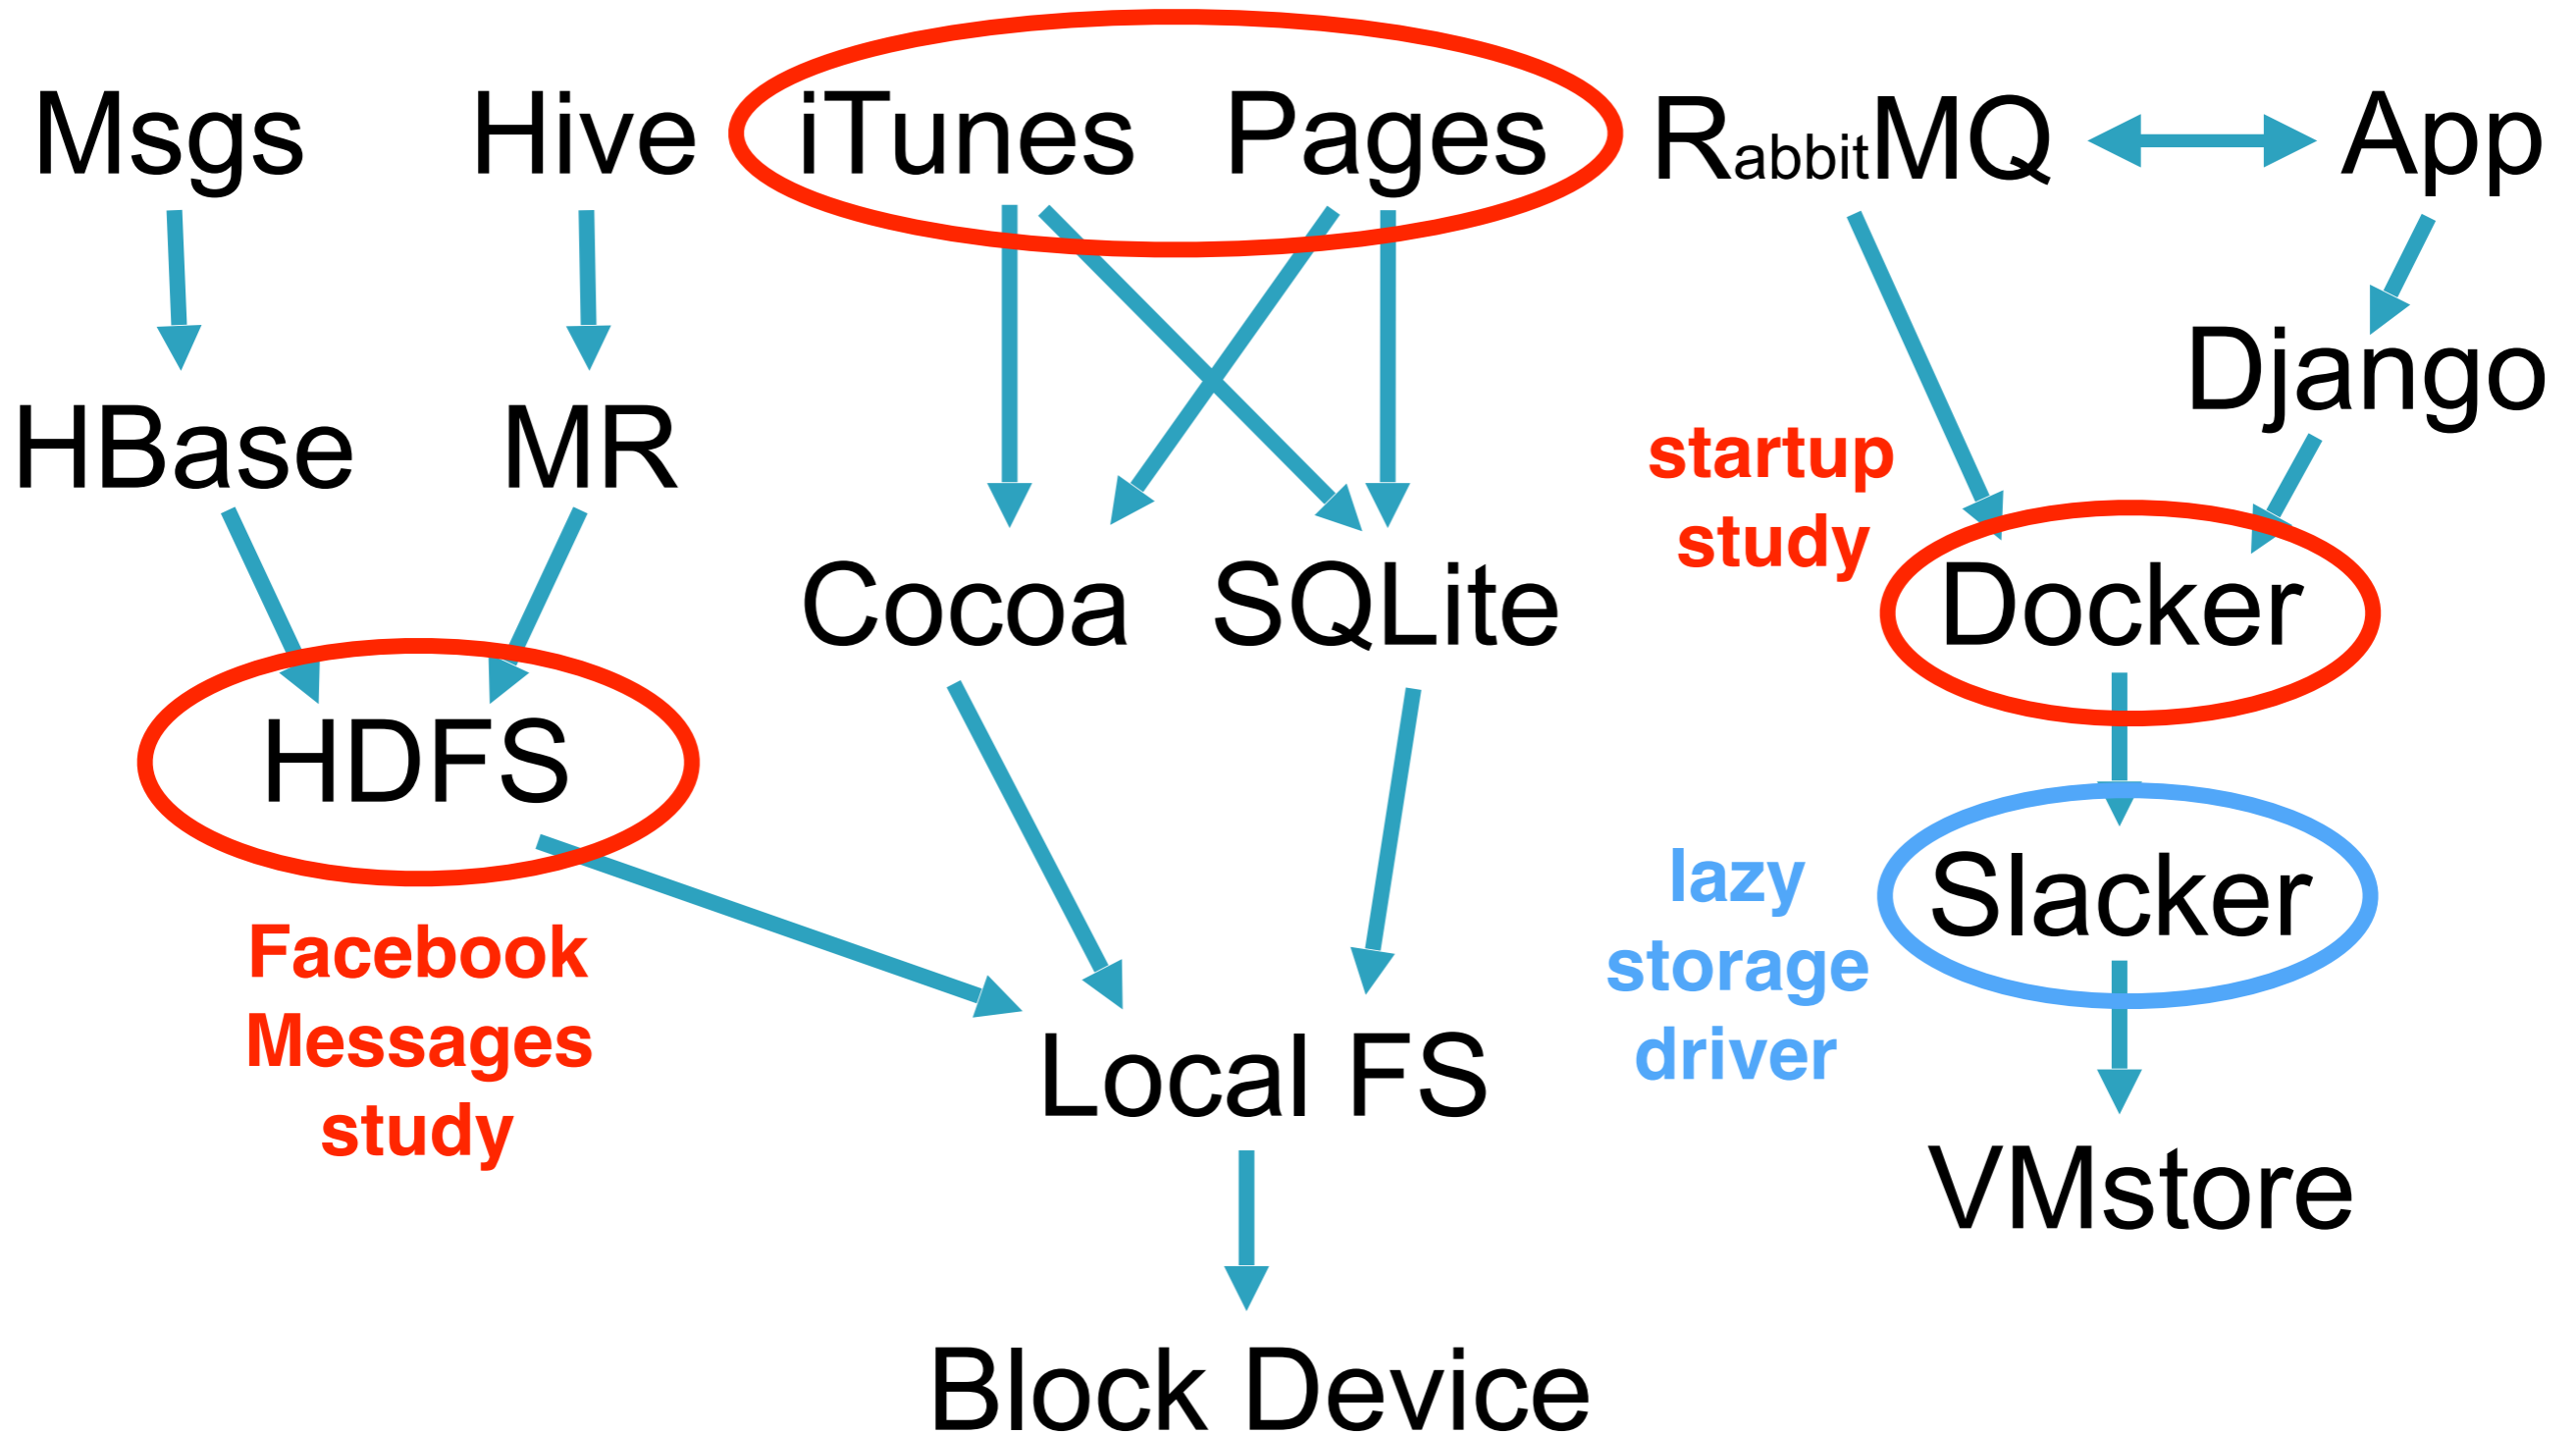 Msgs Hive iTunes Pages RabbitMQ App
Django
HBase MR
startup
study
Cocoa SQLite Docker
HDFS
Slacker
lazy
storage
driver
Facebook
Messages
study
Local FS
VMstore
Block Device